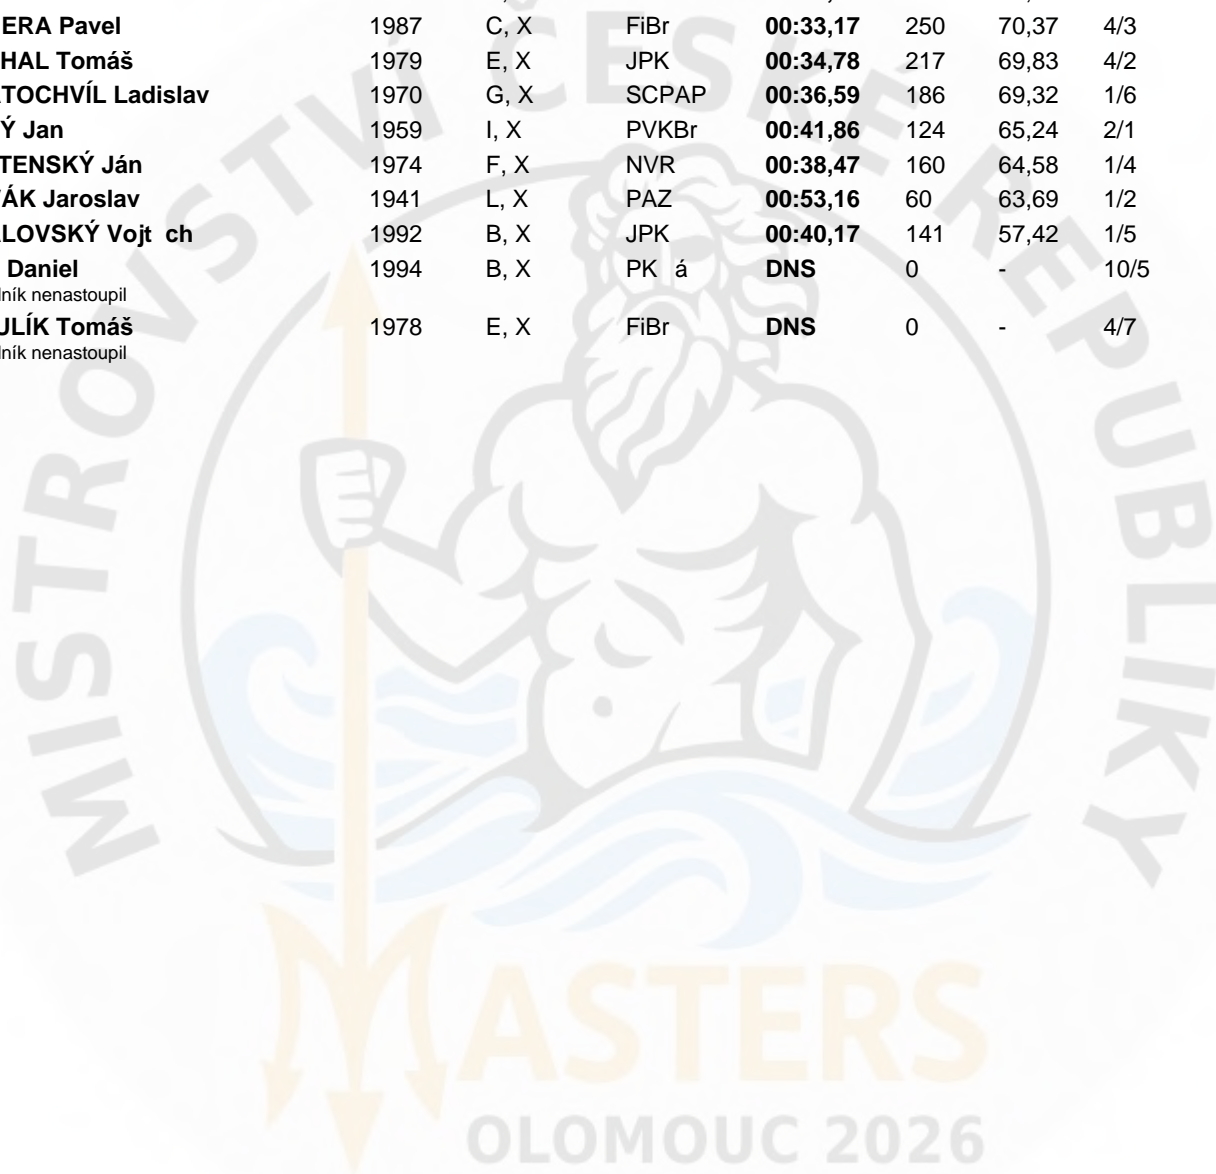 ERA Pavel 1987 C, X FiBr 00:33,17 250 70,37 4/3
HAL Tomáš 1979 E, X JPK 00:34,78 217 69,83 4/2
TOCHVÍL Ladislav 1970 G, X SCPAP 00:36,59 186 69,32 1/6
Ý Jan 1959 I, X PVKBr 00:41,86 124 65,24 2/1
TENSKÝ Ján 1974 F, X NVR 00:38,47 160 64,58 1/4
ÁK Jaroslav 1941 L, X PAZ 00:53,16 60 63,69 1/2
LOVSKÝ Vojt ch 1992 B, X JPK 00:40,17 141 57,42 1/5
Daniel 1994 B, X PK á DNS 0 - 10/5
ník nenastoupil
ULÍK Tomáš 1978 E, X FiBr DNS 0 - 4/7
ník nenastoupil
MISTROVSTVÍ ČESKÉ REPUBLIKY
MASTERS
OLOMOUC 2026